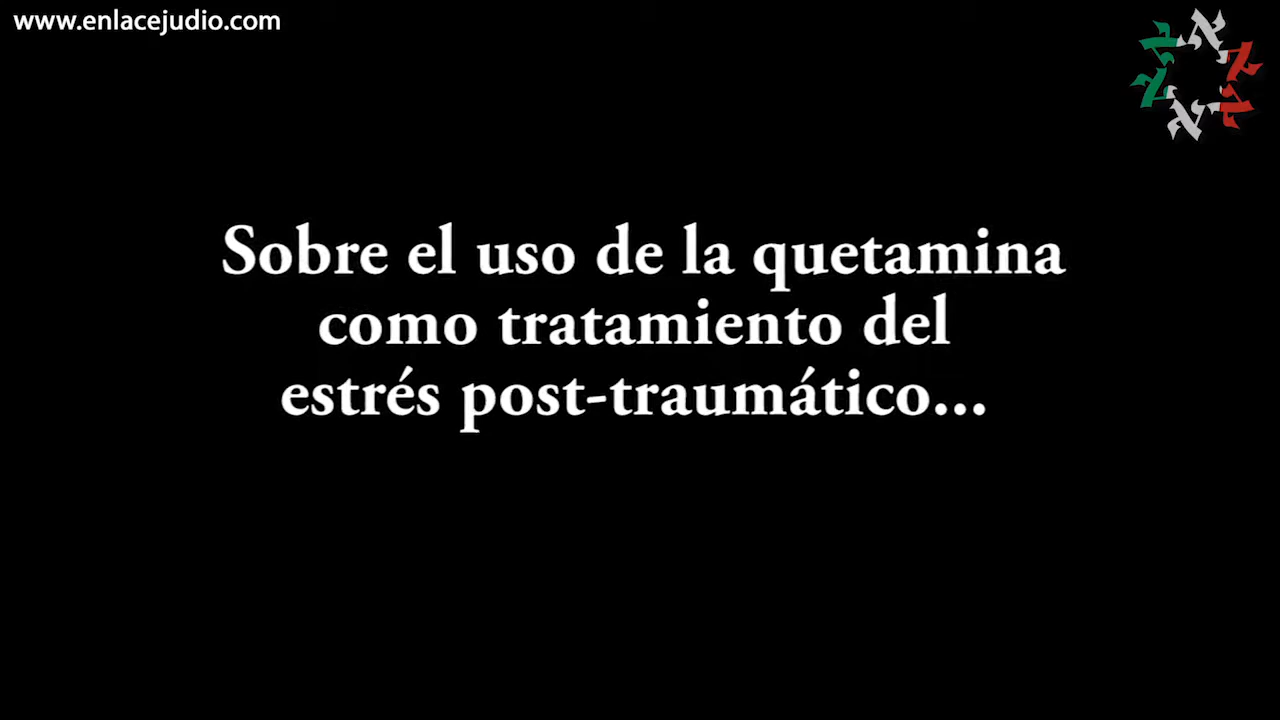 www.enlacejudio.com
Sobre el uso de la quetamina
como tratamiento del
estrés post-traumático...